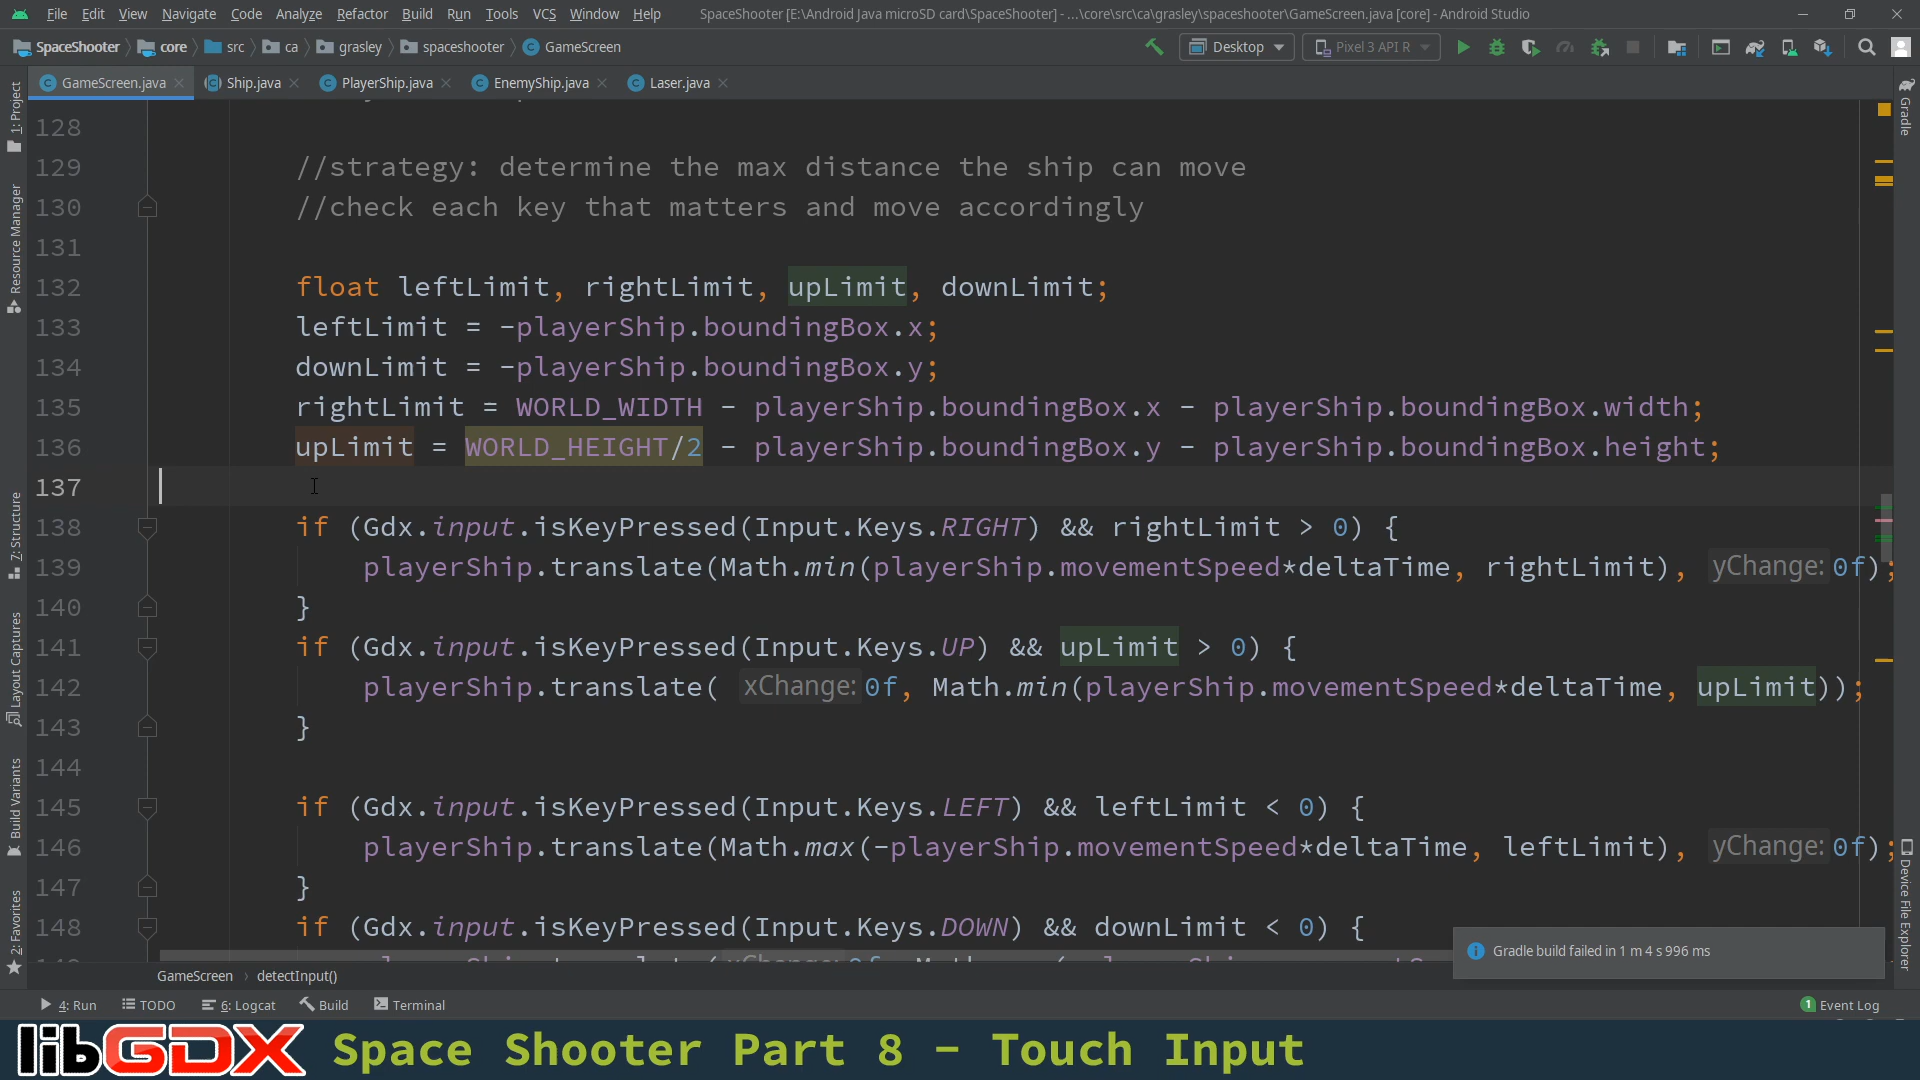 File Edit View Navigate Code Analyze Refactor Build Run Tools VCS Window Help SpaceShooter [E:\Android Java microSD card\SpaceShooter] - ...\core\src\ca\grasley\spaceshooter\GameScreen.java [core] - Android Studio
SpaceShooter core src ca grasley spaceshooter GameScreen Desktop Pixel 3 API R
GameScreen.java Ship.java PlayerShip.java EnemyShip.java Laser.java
1: Project
Resource Manager
7: Structure
Layout Captures
Build Variants
2: Favorites
Gradle
Device File Explorer
128
129 //strategy: determine the max distance the ship can move
130 //check each key that matters and move accordingly
131
132 float leftLimit, rightLimit, upLimit, downLimit;
133 leftLimit = -playerShip.boundingBox.x;
134 downLimit = -playerShip.boundingBox.y;
135 rightLimit = WORLD_WIDTH - playerShip.boundingBox.x - playerShip.boundingBox.width;
136 upLimit = WORLD_HEIGHT/2 - playerShip.boundingBox.y - playerShip.boundingBox.height;
137
138 if (Gdx.input.isKeyPressed(Input.Keys.RIGHT) && rightLimit > 0) {
139 playerShip.translate(Math.min(playerShip.movementSpeed*deltaTime, rightLimit), yChange: 0f);
140 }
141 if (Gdx.input.isKeyPressed(Input.Keys.UP) && upLimit > 0) {
142 playerShip.translate( xChange: 0f, Math.min(playerShip.movementSpeed*deltaTime, upLimit));
143 }
144
145 if (Gdx.input.isKeyPressed(Input.Keys.LEFT) && leftLimit < 0) {
146 playerShip.translate(Math.max(-playerShip.movementSpeed*deltaTime, leftLimit), yChange: 0f);
147 }
148 if (Gdx.input.isKeyPressed(Input.Keys.DOWN) && downLimit < 0) {
Gradle build failed in 1 m 4 s 996 ms
GameScreen detectInput()
4: Run TODO 6: Logcat Build Terminal 1 Event Log
libGDX Space Shooter Part 8 - Touch Input